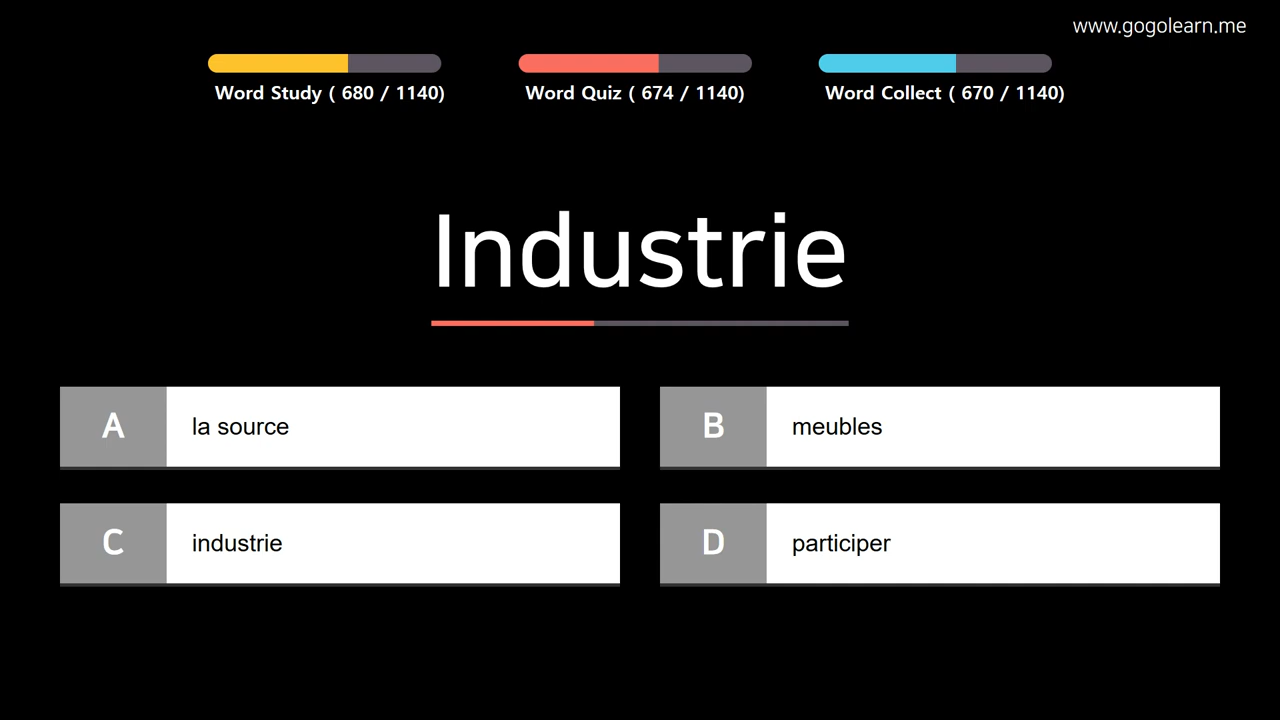 www.gogolearn.me
Word Study ( 680 / 1140)
Word Quiz ( 674 / 1140)
Word Collect ( 670 / 1140)
Industrie
A la source
B meubles
C industrie
D participer